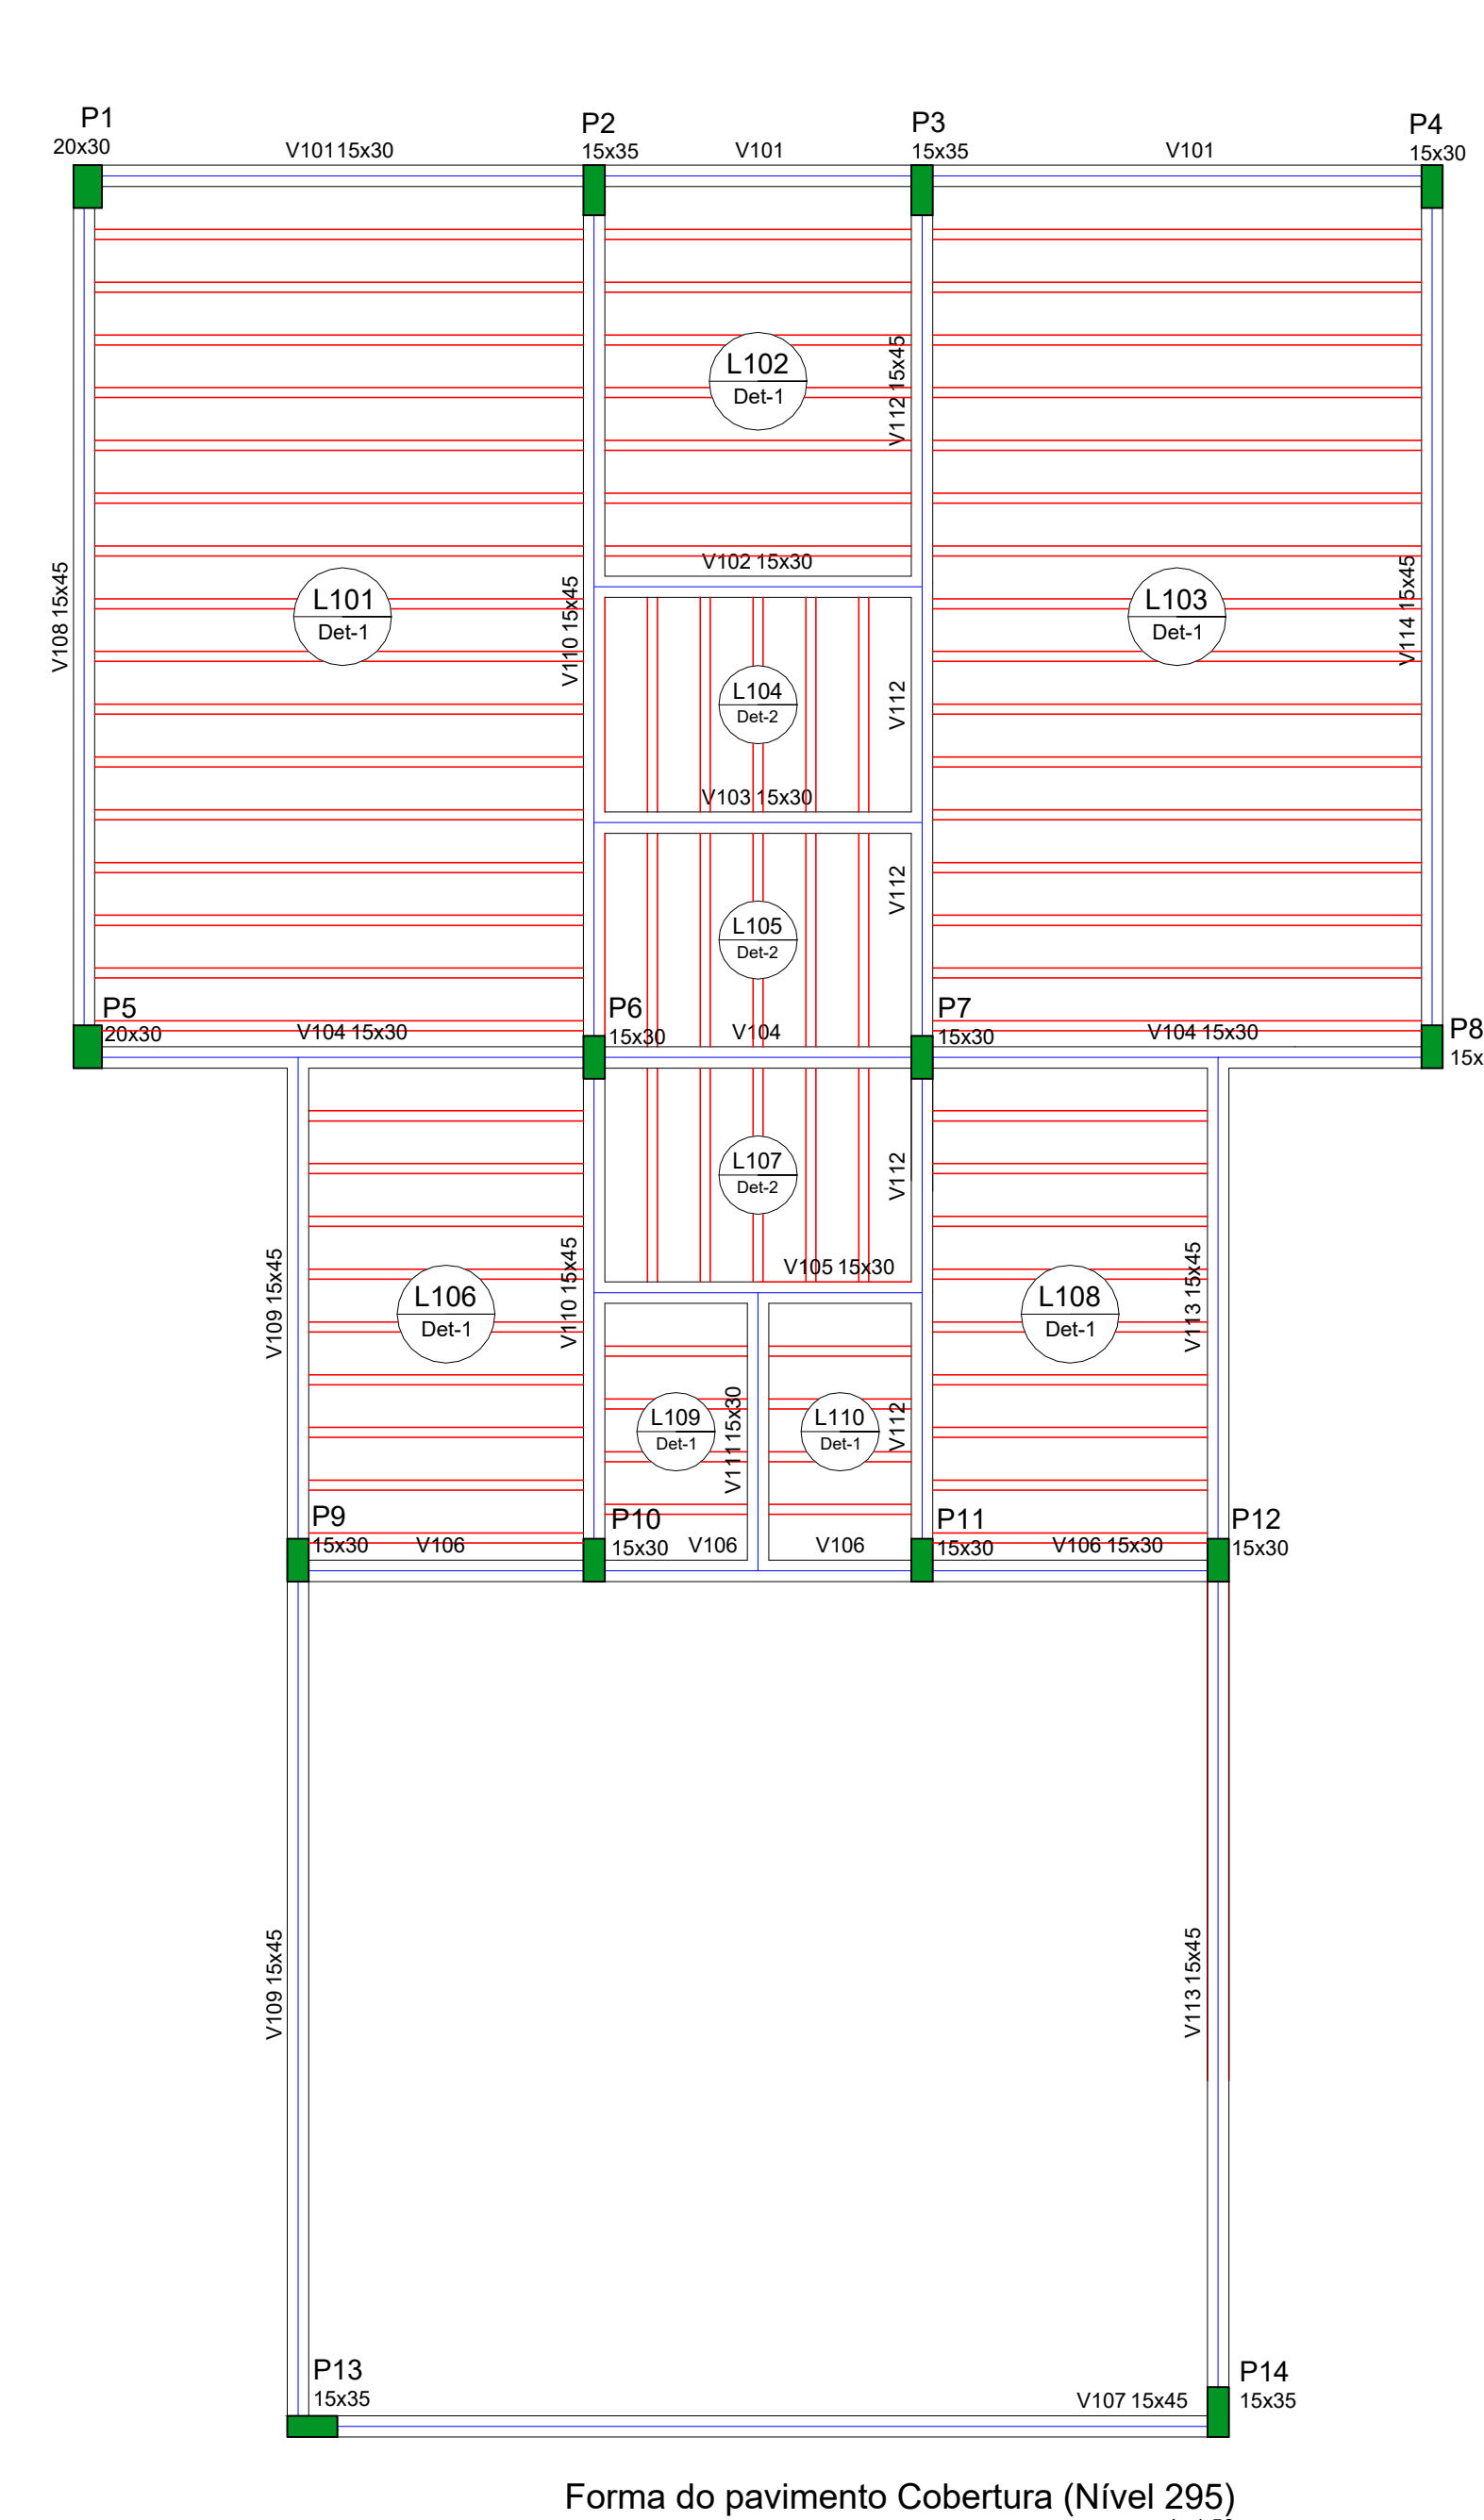 P1
20x30
V101 15x30
P2
15x35
V101
P3
15x35
V101
P4
15x30
L102
Det-1
V112 15x45
V102 15x30
V108 15x45
L101
Det-1
V110 15x45
L103
Det-1
V114 15x45
L104
Det-2
V112
V103 15x30
L105
Det-2
V112
P5
20x30
V104 15x30
P6
15x30
V104
P7
15x30
V104 15x30
P8
15x
L107
Det-2
V112
V105 15x30
V109 15x45
L106
Det-1
V110 15x45
L108
Det-1
V113 15x45
L109
Det-1
V111 15x30
L110
Det-1
V112
P9
15x30
V106
P10
15x30
V106
V106
P11
15x30
V106 15x30
P12
15x30
V109 15x45
V113 15x45
P13
15x35
V107 15x45
P14
15x35
Forma do pavimento Cobertura (Nível 295)